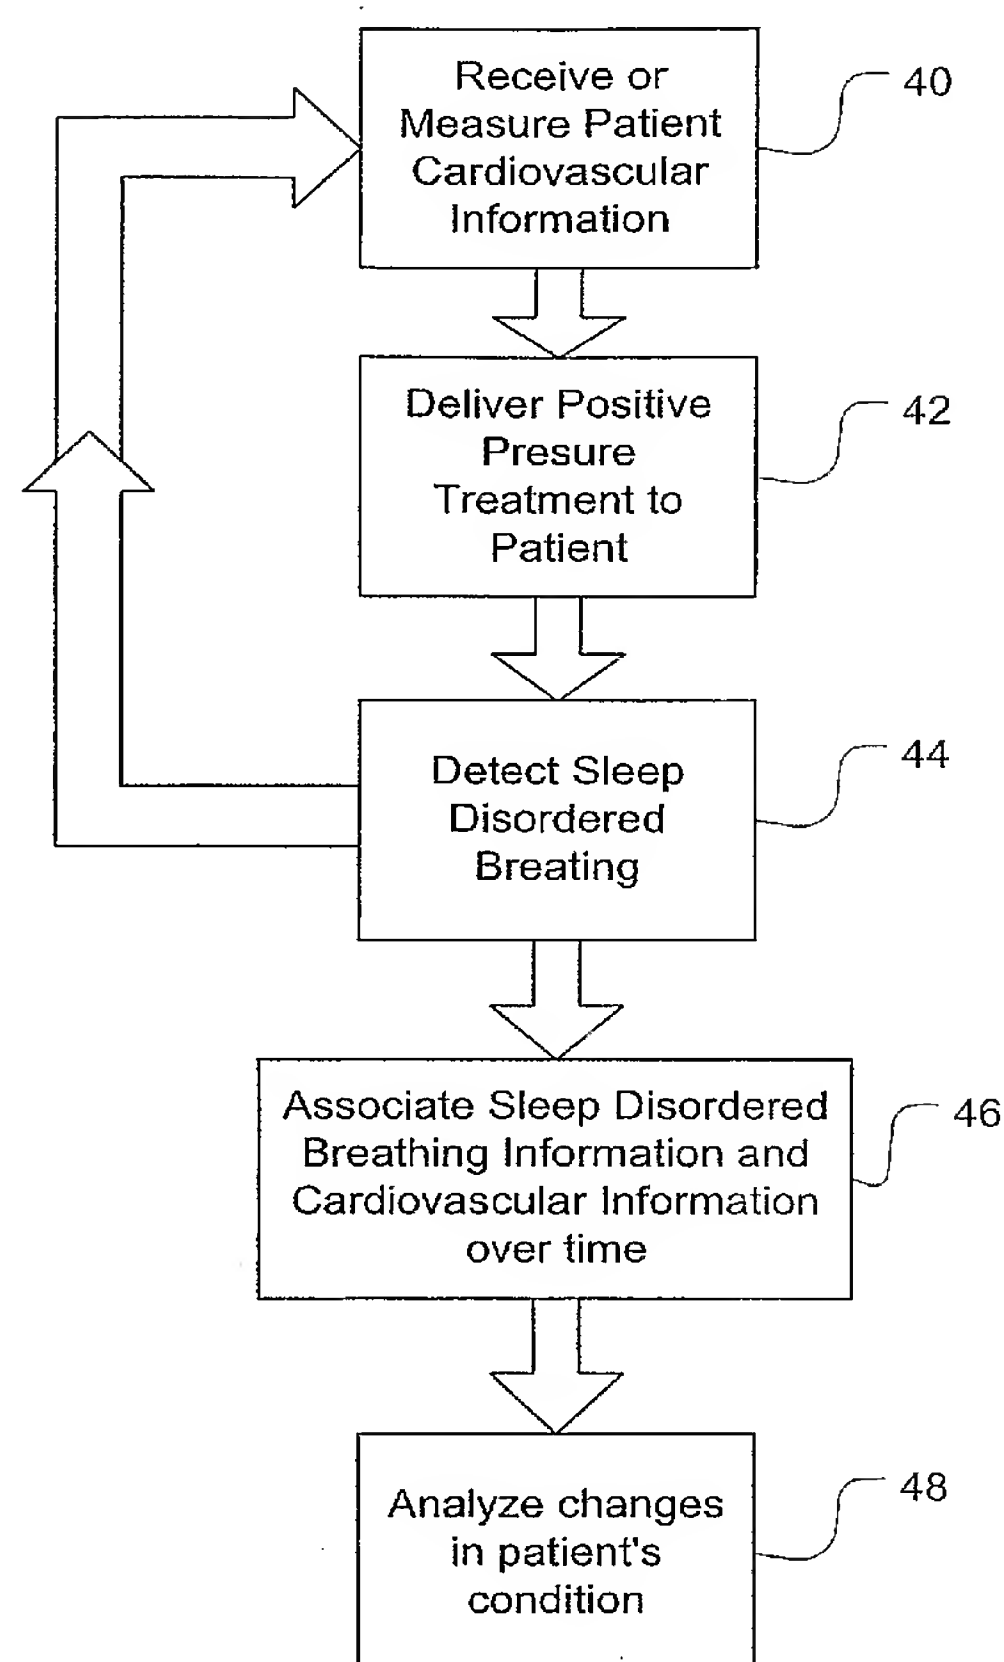 Receive or
Measure Patient
Cardiovascular
Information
40
Deliver Positive
Presure
Treatment to
Patient
42
Detect Sleep
Disordered
Breating
44
Associate Sleep Disordered
Breathing Information and
Cardiovascular Information
over time
46
Analyze changes
in patient's
condition
48